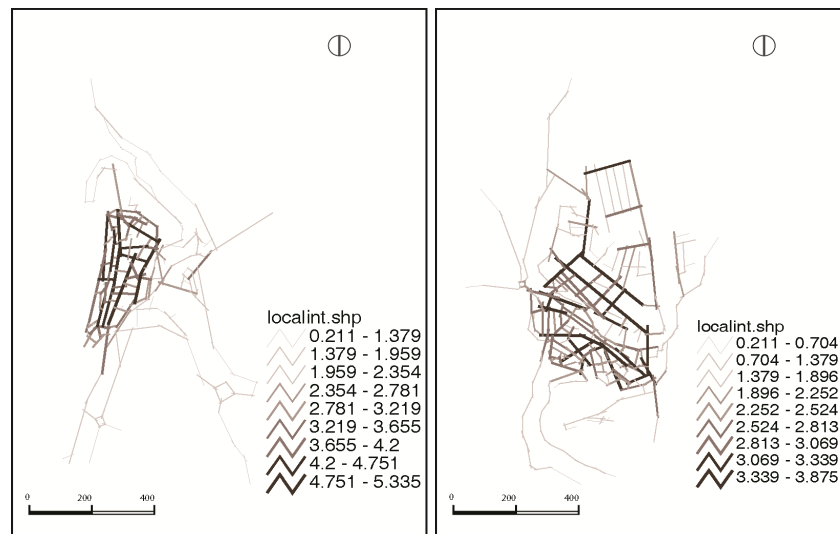 localint.shp
0.211 - 1.379
1.379 - 1.959
1.959 - 2.354
2.354 - 2.781
2.781 - 3.219
3.219 - 3.655
3.655 - 4.2
4.2 - 4.751
4.751 - 5.335
0 200 400
localint.shp
0.211 - 0.704
0.704 - 1.379
1.379 - 1.896
1.896 - 2.252
2.252 - 2.524
2.524 - 2.813
2.813 - 3.069
3.069 - 3.339
3.339 - 3.875
0 200 400